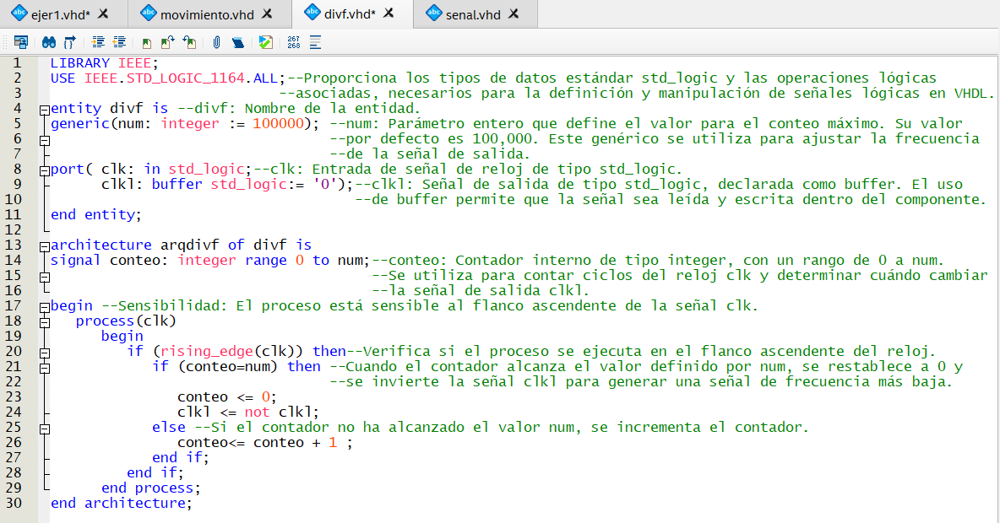 ejer1.vhd* movimiento.vhd divf.vhd* senal.vhd
267
268
1 LIBRARY IEEE;
2 USE IEEE.STD_LOGIC_1164.ALL;--Proporciona los tipos de datos estándar std_logic y las operaciones lógicas
3 --asociadas, necesarios para la definición y manipulación de señales lógicas en VHDL.
4 entity divf is --divf: Nombre de la entidad.
5 generic(num: integer := 100000); --num: Parámetro entero que define el valor para el conteo máximo. Su valor
6 --por defecto es 100,000. Este genérico se utiliza para ajustar la frecuencia
7 --de la señal de salida.
8 port( clk: in std_logic;--clk: Entrada de señal de reloj de tipo std_logic.
9 clkl: buffer std_logic:= '0');--clkl: Señal de salida de tipo std_logic, declarada como buffer. El uso
10 --de buffer permite que la señal sea leída y escrita dentro del componente.
11 end entity;
12
13 architecture arqdivf of divf is
14 signal conteo: integer range 0 to num;--conteo: Contador interno de tipo integer, con un rango de 0 a num.
15 --Se utiliza para contar ciclos del reloj clk y determinar cuándo cambiar
16 --la señal de salida clkl.
17 begin --Sensibilidad: El proceso está sensible al flanco ascendente de la señal clk.
18 process(clk)
19 begin
20 if (rising_edge(clk)) then--Verifica si el proceso se ejecuta en el flanco ascendente del reloj.
21 if (conteo=num) then --Cuando el contador alcanza el valor definido por num, se restablece a 0 y
22 --se invierte la señal clkl para generar una señal de frecuencia más baja.
23 conteo <= 0;
24 clkl <= not clkl;
25 else --Si el contador no ha alcanzado el valor num, se incrementa el contador.
26 conteo<= conteo + 1 ;
27 end if;
28 end if;
29 end process;
30 end architecture;